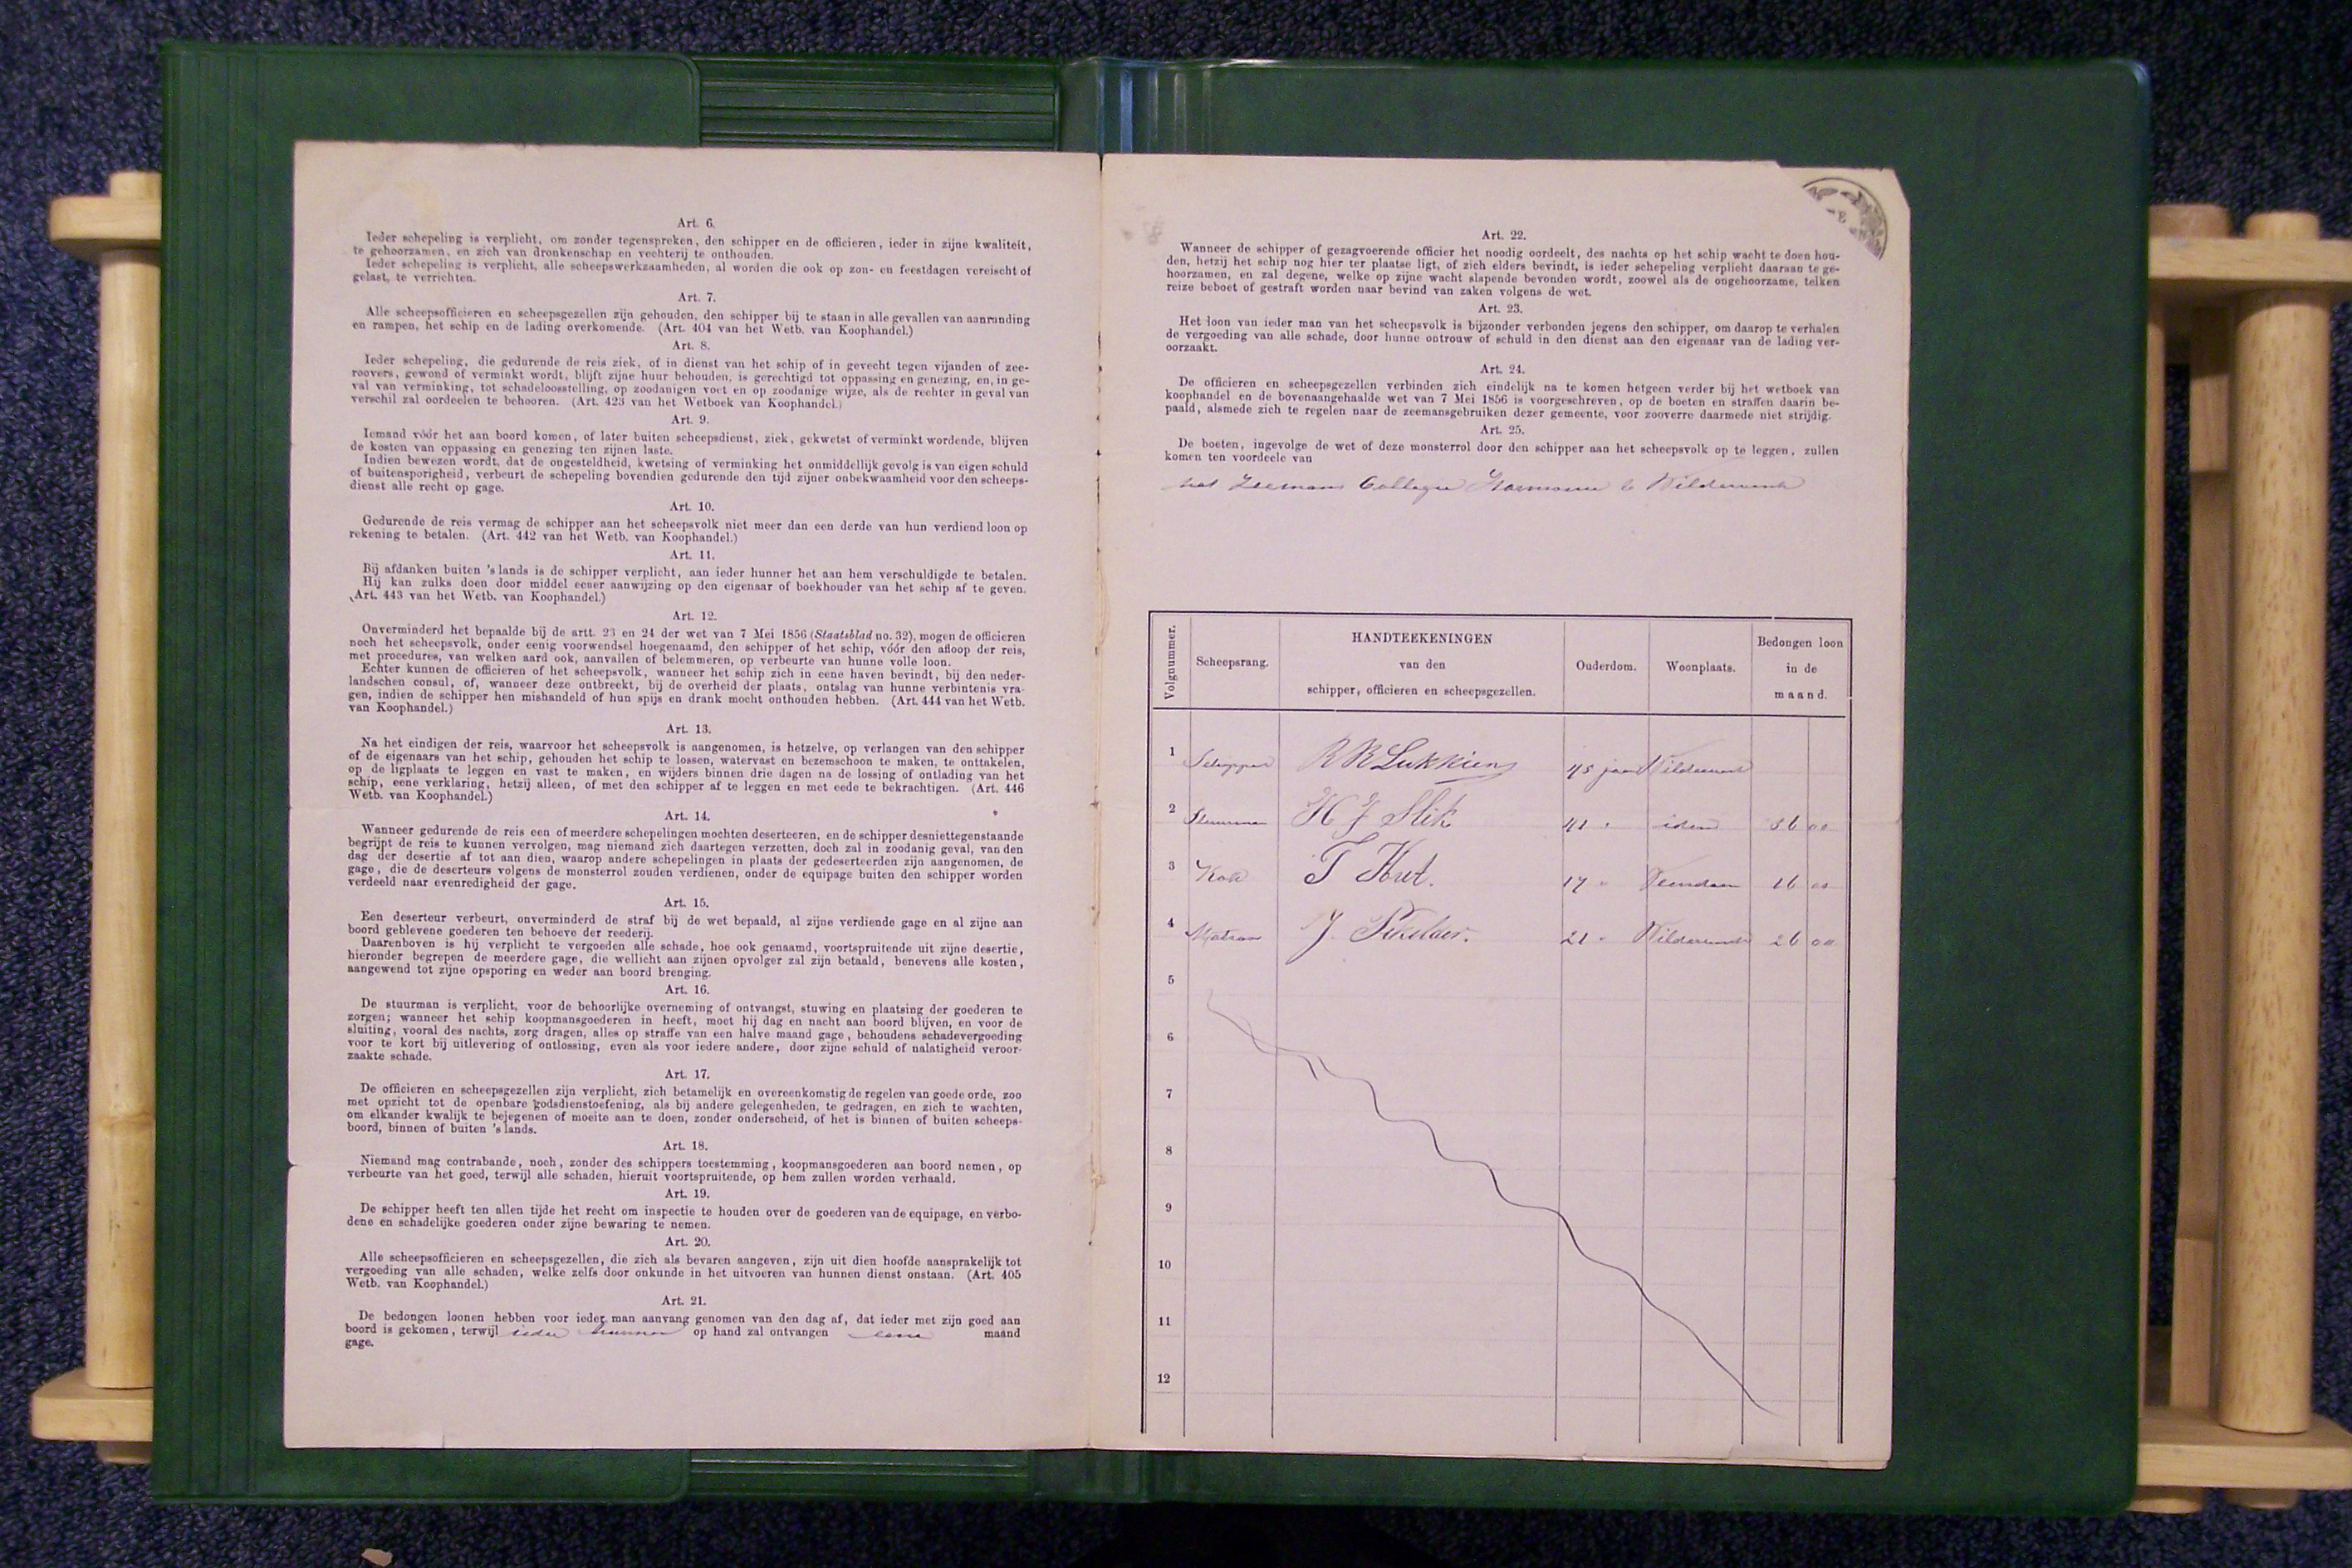 Art. 6.
Ieder schepeling is verplicht, om zonder tegenspreken, den schipper en de officieren, ieder in zijne kwaliteit,
te gehoorzamen, en zich van dronkenschap en vechterij te onthouden.
Ieder schepeling is verplicht, alle scheepswerkzaamheden, al worden die ook op zon- en feestdagen vereischt of
gelast, te verrichten.
Art. 7.
Alle scheepsofficieren en scheepsgezellen zijn gehouden, den schipper bij te staan in alle gevallen van aanranding
en rampen, het schip en de lading overkomende. (Art. 404 van het Wetb. van Koophandel.)
Art. 8.
Ieder schepeling, die gedurende de reis ziek, of in dienst van het schip of in gevecht tegen vijanden of zee-
roovers, gewond of verminkt wordt, blijft zijne huur behouden, is gerechtigd tot oppassing en genezing, en, in ge-
val van verminking, tot schadeloosstelling, op zoodanigen voet en op zoodanige wijze, als de rechter in geval van
verschil zal oordeelen te behooren. (Art. 423 van het Wetboek van Koophandel.)
Art. 9.
Iemand vóór het aan boord komen, of later buiten scheepsdienst, ziek, gekwetst of verminkt wordende, blijven
de kosten van oppassing en genezing ten zijnen laste.
Indien bewezen wordt, dat de ongesteldheid, kwetsing of verminking het onmiddellijk gevolg is van eigen schuld
of buitensporigheid, verbeurt de schepeling bovendien gedurende den tijd zijner onbekwaamheid voor den scheeps-
dienst alle recht op gage.
Art. 10.
Gedurende de reis vermag de schipper aan het scheepsvolk niet meer dan een derde van hun verdiend loon op
rekening te betalen. (Art. 442 van het Wetb. van Koophandel.)
Art. 11.
Bij afdanken buiten 's lands is de schipper verplicht, aan ieder hunner het aan hem verschuldigde te betalen.
Hij kan zulks doen door middel eener aanwijzing op den eigenaar of boekhouder van het schip af te geven.
(Art. 443 van het Wetb. van Koophandel.)
Art. 12.
Onverminderd het bepaalde bij de artt. 23 en 24 der wet van 7 Mei 1856 (Staatsblad no. 32), mogen de officieren
noch het scheepsvolk, onder eenig voorwendsel hoegenaamd, den schipper of het schip, vóór den afloop der reis,
met procedures, van welken aard ook, aanvallen of belemmeren, op verbeurte van hunne volle loon.
Echter kunnen de officieren of het scheepsvolk, wanneer het schip zich in eene haven bevindt, bij den neder-
landschen consul, of, wanneer deze ontbreekt, bij de overheid der plaats, ontslag van hunne verbintenis vra-
gen, indien de schipper hen mishandeld of hun spijs en drank mocht onthouden hebben. (Art. 444 van het Wetb.
van Koophandel.)
Art. 13.
Na het eindigen der reis, waarvoor het scheepsvolk is aangenomen, is hetzelve, op verlangen van den schipper
of de eigenaars van het schip, gehouden het schip te lossen, watervast en bezemschoon te maken, te onttakelen,
op de ligplaats te leggen en vast te maken, en wijders binnen drie dagen na de lossing of ontlading van het
schip, eene verklaring, hetzij alleen, of met den schipper af te leggen en met eede te bekrachtigen. (Art. 446
Wetb. van Koophandel.)
Art. 14.
Wanneer gedurende de reis een of meerdere schepelingen mochten deserteeren, en de schipper desniettegenstaande
begrijpt de reis te kunnen vervolgen, mag niemand zich daartegen verzetten, doch zal in zoodanig geval, van den
dag der desertie af tot aan dien, waarop andere schepelingen in plaats der gedeserteerden zijn aangenomen, de
gage, die de deserteurs volgens de monsterrol zouden verdienen, onder de equipage buiten den schipper worden
verdeeld naar evenredigheid der gage.
Art. 15.
Een deserteur verbeurt, onverminderd de straf bij de wet bepaald, al zijne verdiende gage en al zijne aan
boord geblevene goederen ten behoeve der reederij.
Daarenboven is hij verplicht te vergoeden alle schade, hoe ook genaamd, voortspruitende uit zijne desertie,
hieronder begrepen de meerdere gage, die wellicht aan zijnen opvolger zal zijn betaald, benevens alle kosten,
aangewend tot zijne opsporing en weder aan boord brenging.
Art. 16.
De stuurman is verplicht, voor de behoorlijke overneming of ontvangst, stuwing en plaatsing der goederen te
zorgen; wanneer het schip koopmansgoederen in heeft, moet hij dag en nacht aan boord blijven, en voor de
sluiting, vooral des nachts, zorg dragen, alles op straffe van een halve maand gage, behoudens schadevergoeding
voor te kort bij uitlevering of ontlossing, even als voor iedere andere, door zijne schuld of nalatigheid veroor-
zaakte schade.
Art. 17.
De officieren en scheepsgezellen zijn verplicht, zich betamelijk en overeenkomstig de regelen van goede orde, zoo
met opzicht tot de openbare godsdienstoefening, als bij andere gelegenheden, te gedragen, en zich te wachten,
om elkander kwalijk te bejegenen of moeite aan te doen, zonder onderscheid, of het is binnen of buiten scheeps-
boord, binnen of buiten 's lands.
Art. 18.
Niemand mag contrabande, noch, zonder des schippers toestemming, koopmansgoederen aan boord nemen, op
verbeurte van het goed, terwijl alle schaden, hieruit voortspruitende, op hem zullen worden verhaald.
Art. 19.
De schipper heeft ten allen tijde het recht om inspectie te houden over de goederen van de equipage, en verbo-
dene en schadelijke goederen onder zijne bewaring te nemen.
Art. 20.
Alle scheepsofficieren en scheepsgezellen, die zich als bevaren aangeven, zijn uit dien hoofde aansprakelijk tot
vergoeding van alle schaden, welke zelfs door onkunde in het uitvoeren van hunnen dienst onstaan. (Art. 405
Wetb. van Koophandel.)
Art. 21.
De bedongen loonen hebben voor ieder man aanvang genomen van den dag af, dat ieder met zijn goed aan
boord is gekomen, terwijl ieder hunner op hand zal ontvangen eene maand
gage.
Art. 22.
Wanneer de schipper of gezagvoerende officier het noodig oordeelt, des nachts op het schip wacht te doen hou-
den, hetzij het schip nog hier ter plaatse ligt, of zich elders bevindt, is ieder schepeling verplicht daaraan te ge-
hoorzamen, en zal degene, welke op zijne wacht slapende bevonden wordt, zoowel als de ongehoorzame, telken
reize beboet of gestraft worden naar bevind van zaken volgens de wet.
Art. 23.
Het loon van ieder man van het scheepsvolk is bijzonder verbonden jegens den schipper, om daarop te verhalen
de vergoeding van alle schade, door hunne ontrouw of schuld in den dienst aan den eigenaar van de lading ver-
oorzaakt.
Art. 24.
De officieren en scheepsgezellen verbinden zich eindelijk na te komen hetgeen verder bij het wetboek van
koophandel en de bovenaangehaalde wet van 7 Mei 1856 is voorgeschreven, op de boeten en straffen daarin be-
paald, alsmede zich te regelen naar de zeemansgebruiken dezer gemeente, voor zooverre daarmede niet strijdig.
Art. 25.
De boeten, ingevolge de wet of deze monsterrol door den schipper aan het scheepsvolk op te leggen, zullen
komen ten voordeele van
het Zeemans Collegie Harmonie te Wildervank
Volgnummer. Scheepsrang. HANDTEEKENINGEN van den schipper, officieren en scheepsgezellen. Ouderdom. Woonplaats. Bedongen loon in de maand.
1 Schipper R R Lukkien 45 jaar Wildervank
2 Stuurman H J Slik 41 " idem 36 00
3 Kok T Kut. 17 " Veendam 16 00
4 Matroos J. Pikelder. 21 " Wildervank 26 00
5
6
7
8
9
10
11
12